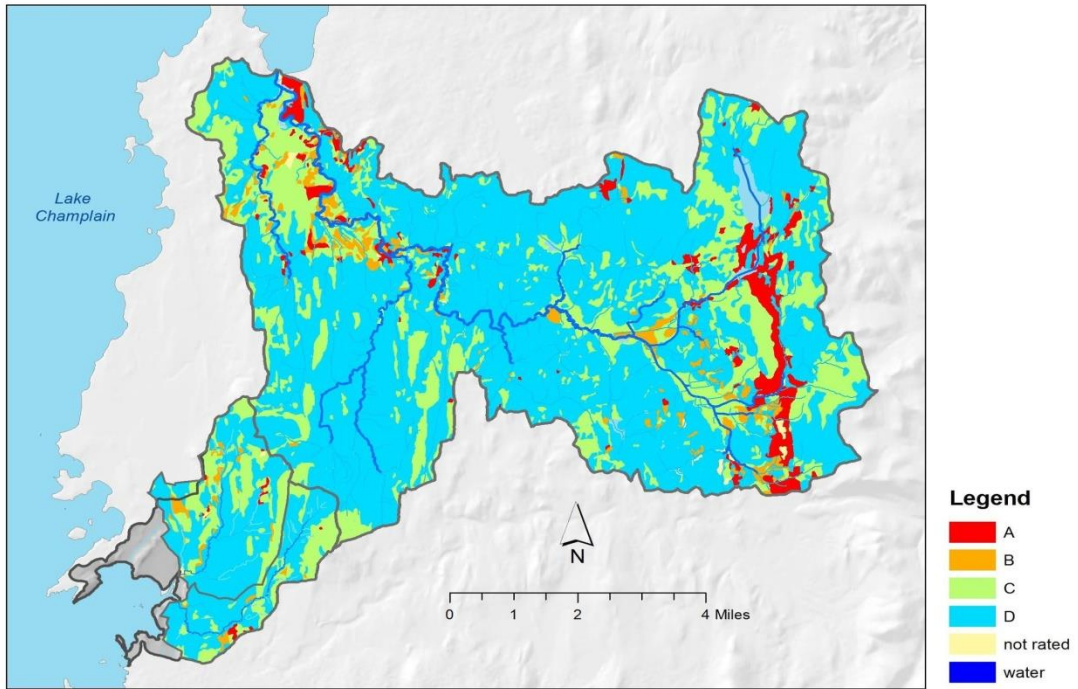 Lake
Champlain
N
0 1 2 4 Miles
Legend
A
B
C
D
not rated
water